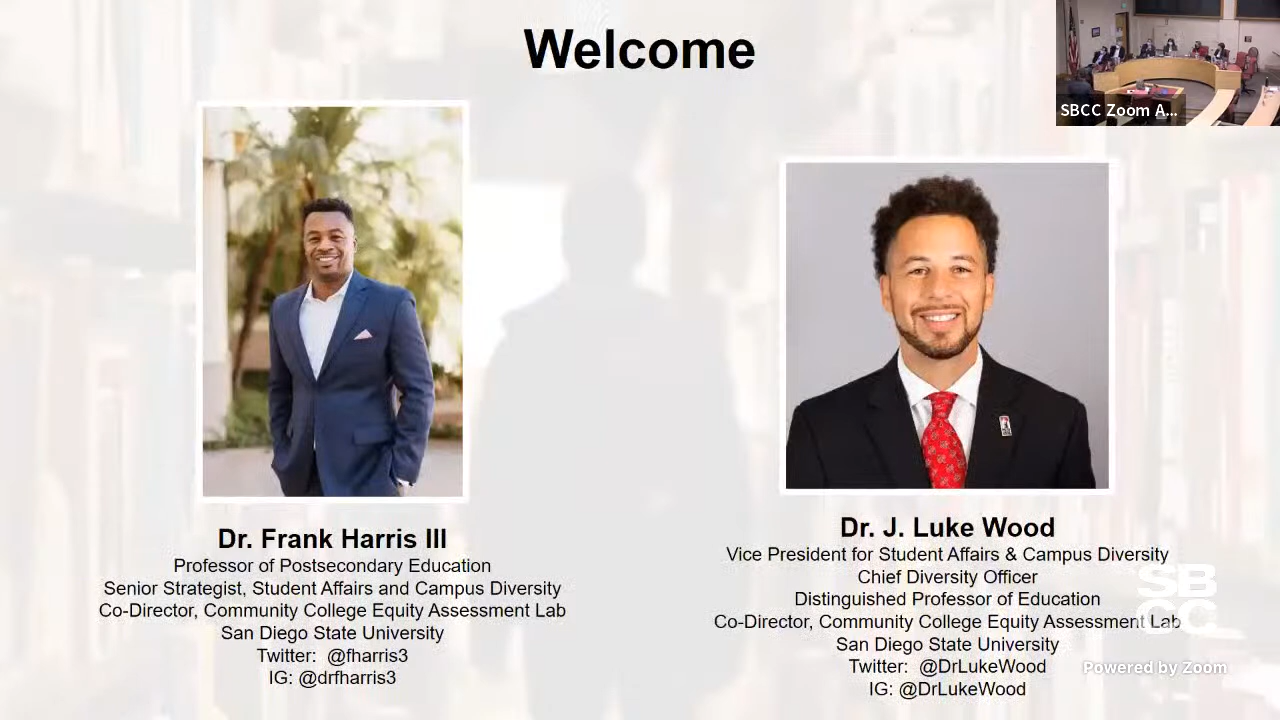 Welcome
SBCC Zoom A...
Dr. Frank Harris III
Professor of Postsecondary Education
Senior Strategist, Student Affairs and Campus Diversity
Co-Director, Community College Equity Assessment Lab
San Diego State University
Twitter:  @fharris3
IG: @drfharris3
Dr. J. Luke Wood
Vice President for Student Affairs & Campus Diversity
Chief Diversity Officer
Distinguished Professor of Education
Co-Director, Community College Equity Assessment Lab
San Diego State University
Twitter:  @DrLukeWood
IG: @DrLukeWood
SB
CC
Powered by Zoom